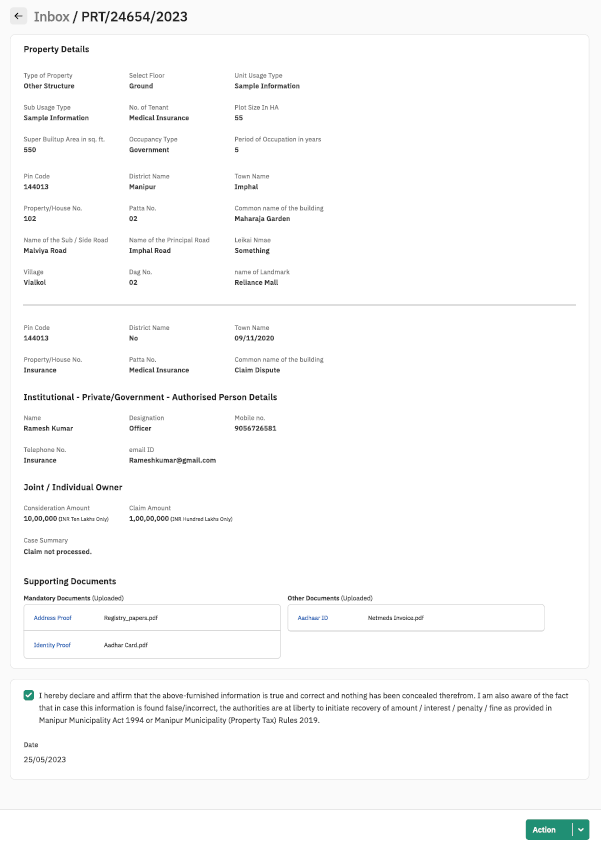 Inbox / PRT/24654/2023
Property Details
Type of Property Select Floor Unit Usage Type
Other Structure Ground Sample Information
Sub Usage Type No. of Tenant Plot Size In HA
Sample Information Medical Insurance 55
Super Builtup Area in sq. ft. Occupancy Type Period of Occupation in years
550 Government 5
Pin Code District Name Town Name
144013 Manipur Imphal
Property/House No. Patta No. Common name of the building
102 02 Maharaja Garden
Name of the Sub / Side Road Name of the Principal Road Leikai Nmae
Malviya Road Imphal Road Something
Village Dag No. name of Landmark
Vialkol 02 Reliance Mall
Pin Code District Name Town Name
144013 No 09/11/2020
Property/House No. Patta No. Common name of the building
Insurance Medical Insurance Claim Dispute
Institutional - Private/Government - Authorised Person Details
Name Designation Mobile no.
Ramesh Kumar Officer 9056726581
Telephone No. email ID
Insurance Rameshkumar@gmail.com
Joint / Individual Owner
Consideration Amount Claim Amount
10,00,000 (INR Ten Lakhs Only) 1,00,00,000 (INR Hundred Lakhs Only)
Case Summary
Claim not processed.
Supporting Documents
Mandatory Documents (Uploaded) Other Documents (Uploaded)
Address Proof Registry_papers.pdf Aadhaar ID Netmeds Invoice.pdf
Identity Proof Aadhar Card.pdf
I hereby declare and affirm that the above-furnished information is true and correct and nothing has been concealed therefrom. I am also aware of the fact
that in case this information is found false/incorrect, the authorities are at liberty to initiate recovery of amount / interest / penalty / fine as provided in
Manipur Municipality Act 1994 or Manipur Municipality (Property Tax) Rules 2019.
Date
25/05/2023
Action